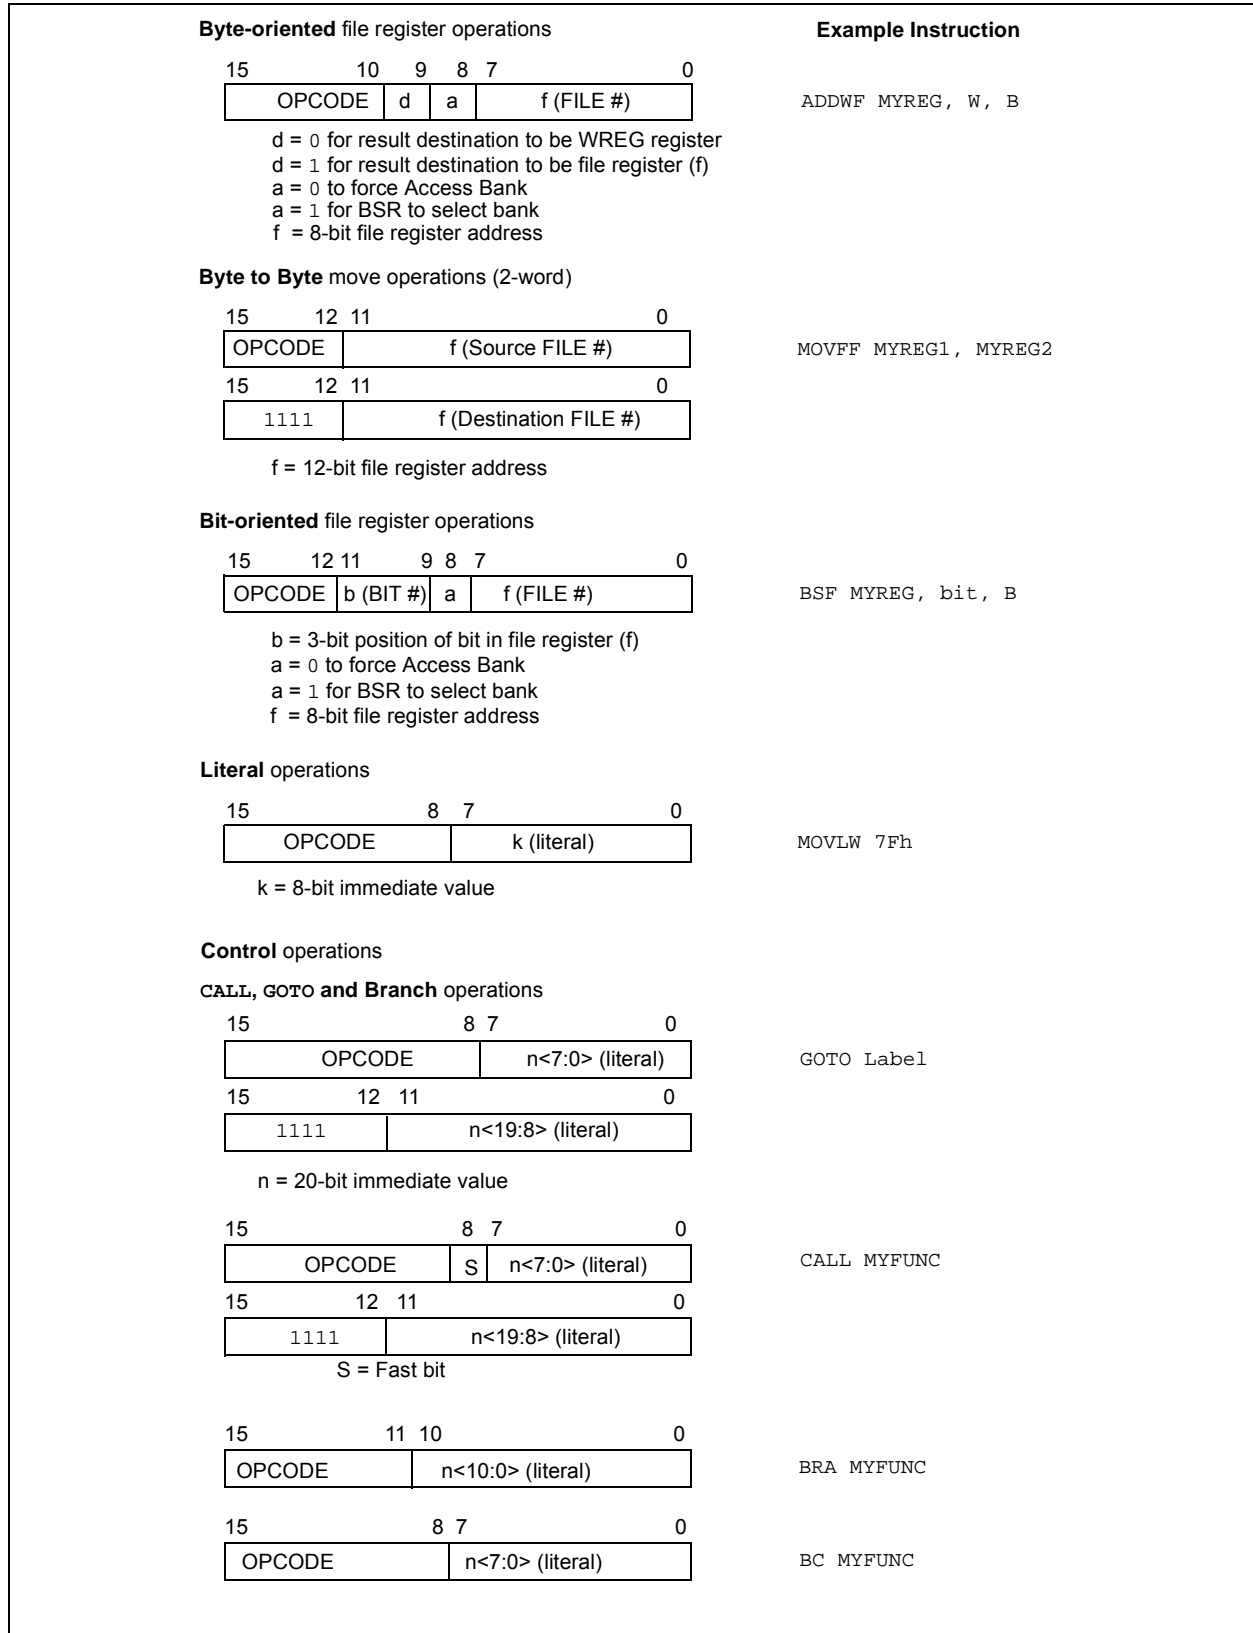 Byte-oriented file register operations Example Instruction
15 10 9 8 7 0
OPCODE d a f (FILE #) ADDWF MYREG, W, B
d = 0 for result destination to be WREG register
d = 1 for result destination to be file register (f)
a = 0 to force Access Bank
a = 1 for BSR to select bank
f = 8-bit file register address
Byte to Byte move operations (2-word)
15 12 11 0
OPCODE f (Source FILE #) MOVFF MYREG1, MYREG2
15 12 11 0
1111 f (Destination FILE #)
f = 12-bit file register address
Bit-oriented file register operations
15 12 11 9 8 7 0
OPCODE b (BIT #) a f (FILE #) BSF MYREG, bit, B
b = 3-bit position of bit in file register (f)
a = 0 to force Access Bank
a = 1 for BSR to select bank
f = 8-bit file register address
Literal operations
15 8 7 0
OPCODE k (literal) MOVLW 7Fh
k = 8-bit immediate value
Control operations
CALL, GOTO and Branch operations
15 8 7 0
OPCODE n<7:0> (literal) GOTO Label
15 12 11 0
1111 n<19:8> (literal)
n = 20-bit immediate value
15 8 7 0
OPCODE S n<7:0> (literal) CALL MYFUNC
15 12 11 0
1111 n<19:8> (literal)
S = Fast bit
15 11 10 0
OPCODE n<10:0> (literal) BRA MYFUNC
15 8 7 0
OPCODE n<7:0> (literal) BC MYFUNC